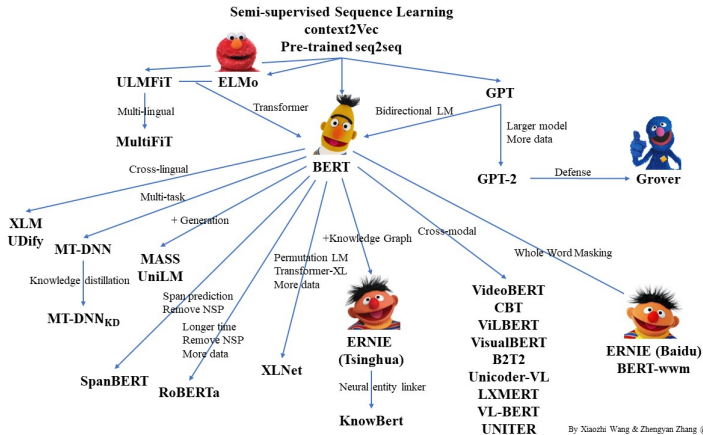 Semi-supervised Sequence Learning
context2Vec
Pre-trained seq2seq
ULMFiT
ELMo
GPT
Multi-lingual
Transformer
Bidirectional LM
MultiFiT
Larger model
More data
BERT
GPT-2
Defense
Grover
Cross-lingual
Multi-task
XLM
UDify
+ Generation
MT-DNN
MASS
UniLM
+Knowledge Graph
Cross-modal
Whole Word Masking
Permutation LM
Transformer-XL
More data
Knowledge distillation
Span prediction
Remove NSP
MT-DNNKD
Longer time
Remove NSP
More data
VideoBERT
CBT
ViLBERT
VisualBERT
B2T2
Unicoder-VL
LXMERT
VL-BERT
UNITER
ERNIE
(Tsinghua)
ERNIE (Baidu)
BERT-wwm
SpanBERT
RoBERTa
XLNet
Neural entity linker
KnowBert
By Xiaozhi Wang & Zhengyan Zhang @